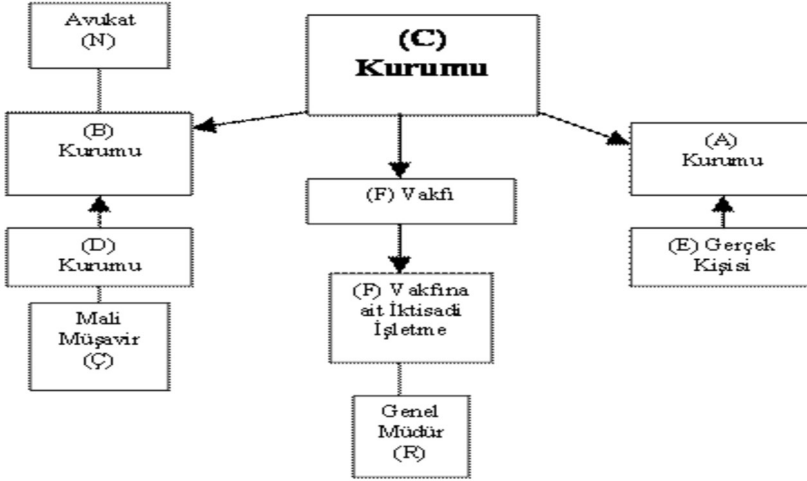 Avukat
(N)
(C)
Kurumu
(B)
Kurumu
(A)
Kurumu
(F) Vakfı
(D)
Kurumu
(E) Gerçek
Kişisi
(F) Vakfına
ait İktisadi
İşletme
Mali
Müşavir
(Ç)
Genel
Müdür
(R)